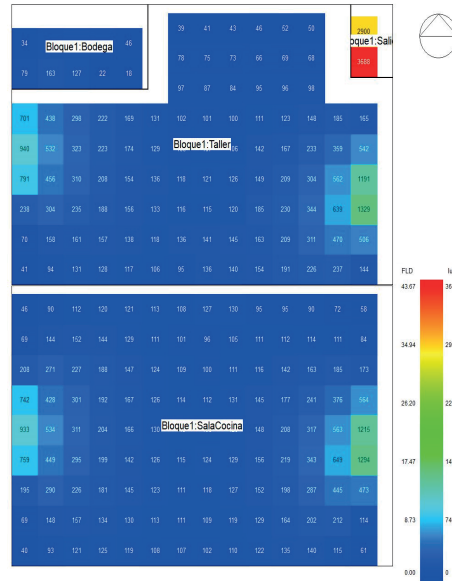 39 41 43 46 52 50
2900
34 Bloque1:Bodega 46
Bloque1:Sali
78 75 73 66 69 68
3688
79 163 127 22 18
97 87 84 95 96 98
701 438 298 222 169 131 102 101 100 111 123 148 185 165
940 532 323 223 174 129 Bloque1:Taller 06 142 167 233 359 542
791 456 310 208 154 136 118 121 126 149 209 304 562 1191
238 304 235 188 156 133 116 115 120 185 230 344 639 1329
70 158 161 157 138 118 136 141 145 163 209 311 470 506
41 94 131 128 117 106 95 136 140 154 191 226 237 144
46 90 112 120 121 113 108 127 130 95 95 90 72 58
69 144 152 144 129 111 101 96 105 111 112 114 111 84
208 271 227 188 147 124 109 100 111 116 142 163 185 173
742 428 301 192 167 126 114 112 131 145 177 241 376 564
933 534 311 204 166 130 Bloque1:SalaCocina 148 208 317 563 1215
759 449 295 199 142 126 115 124 129 156 219 343 649 1294
195 290 226 181 145 123 111 118 127 152 198 287 445 473
69 148 157 134 130 113 111 109 119 129 164 202 212 114
40 93 121 125 119 108 107 102 110 122 135 140 115 61
FLD lu
43.67 36
34.94 29
26.20 22
17.47 14
8.73 74
0.00 0